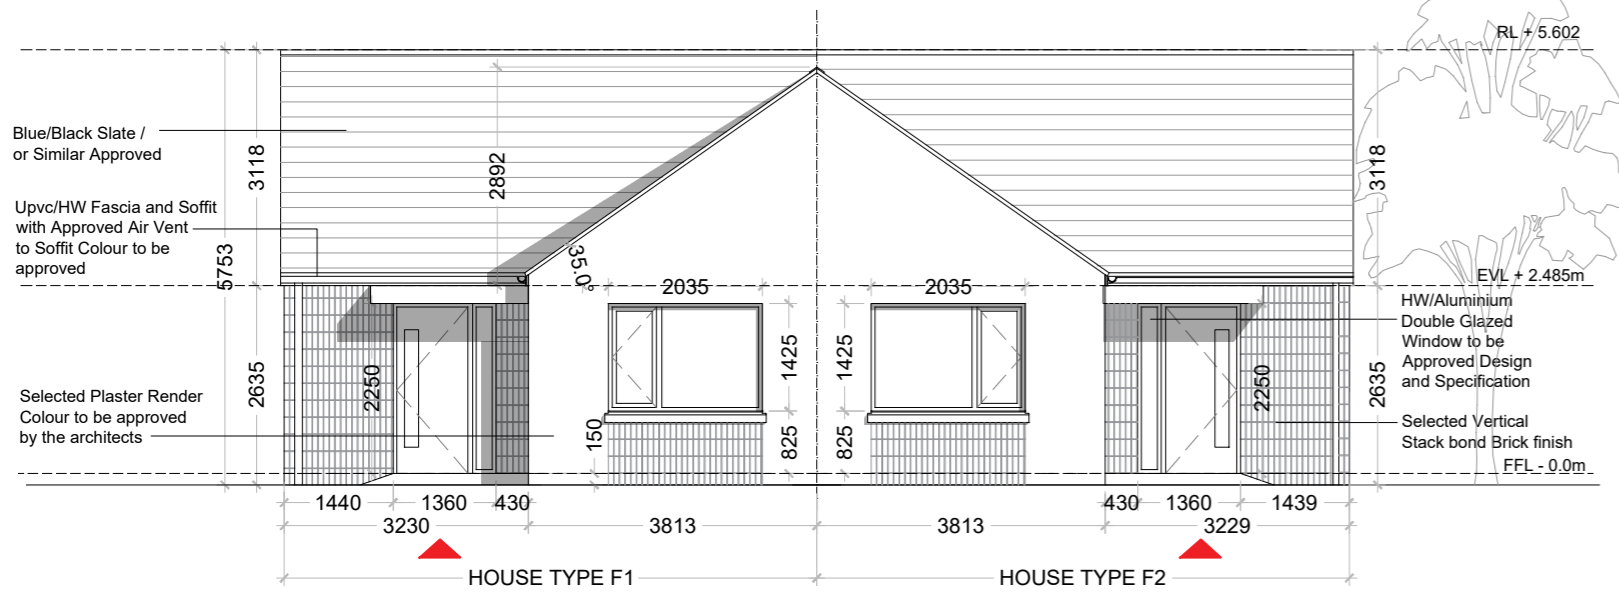 RL + 5.602
Blue/Black Slate /
or Similar Approved
3118
2892
3118
Upvc/HW Fascia and Soffit
with Approved Air Vent
to Soffit Colour to be
approved
5753
35.0°
EVL + 2.485m
2035
2035
HW/Aluminium
Double Glazed
Window to be
Approved Design
and Specification
1425
1425
2635
2250
2250
2635
Selected Plaster Render
Colour to be approved
by the architects
150
825
825
Selected Vertical
Stack bond Brick finish
FFL - 0.0m
1440
1360
430
430
1360
1439
3230
3813
3813
3229
HOUSE TYPE F1
HOUSE TYPE F2